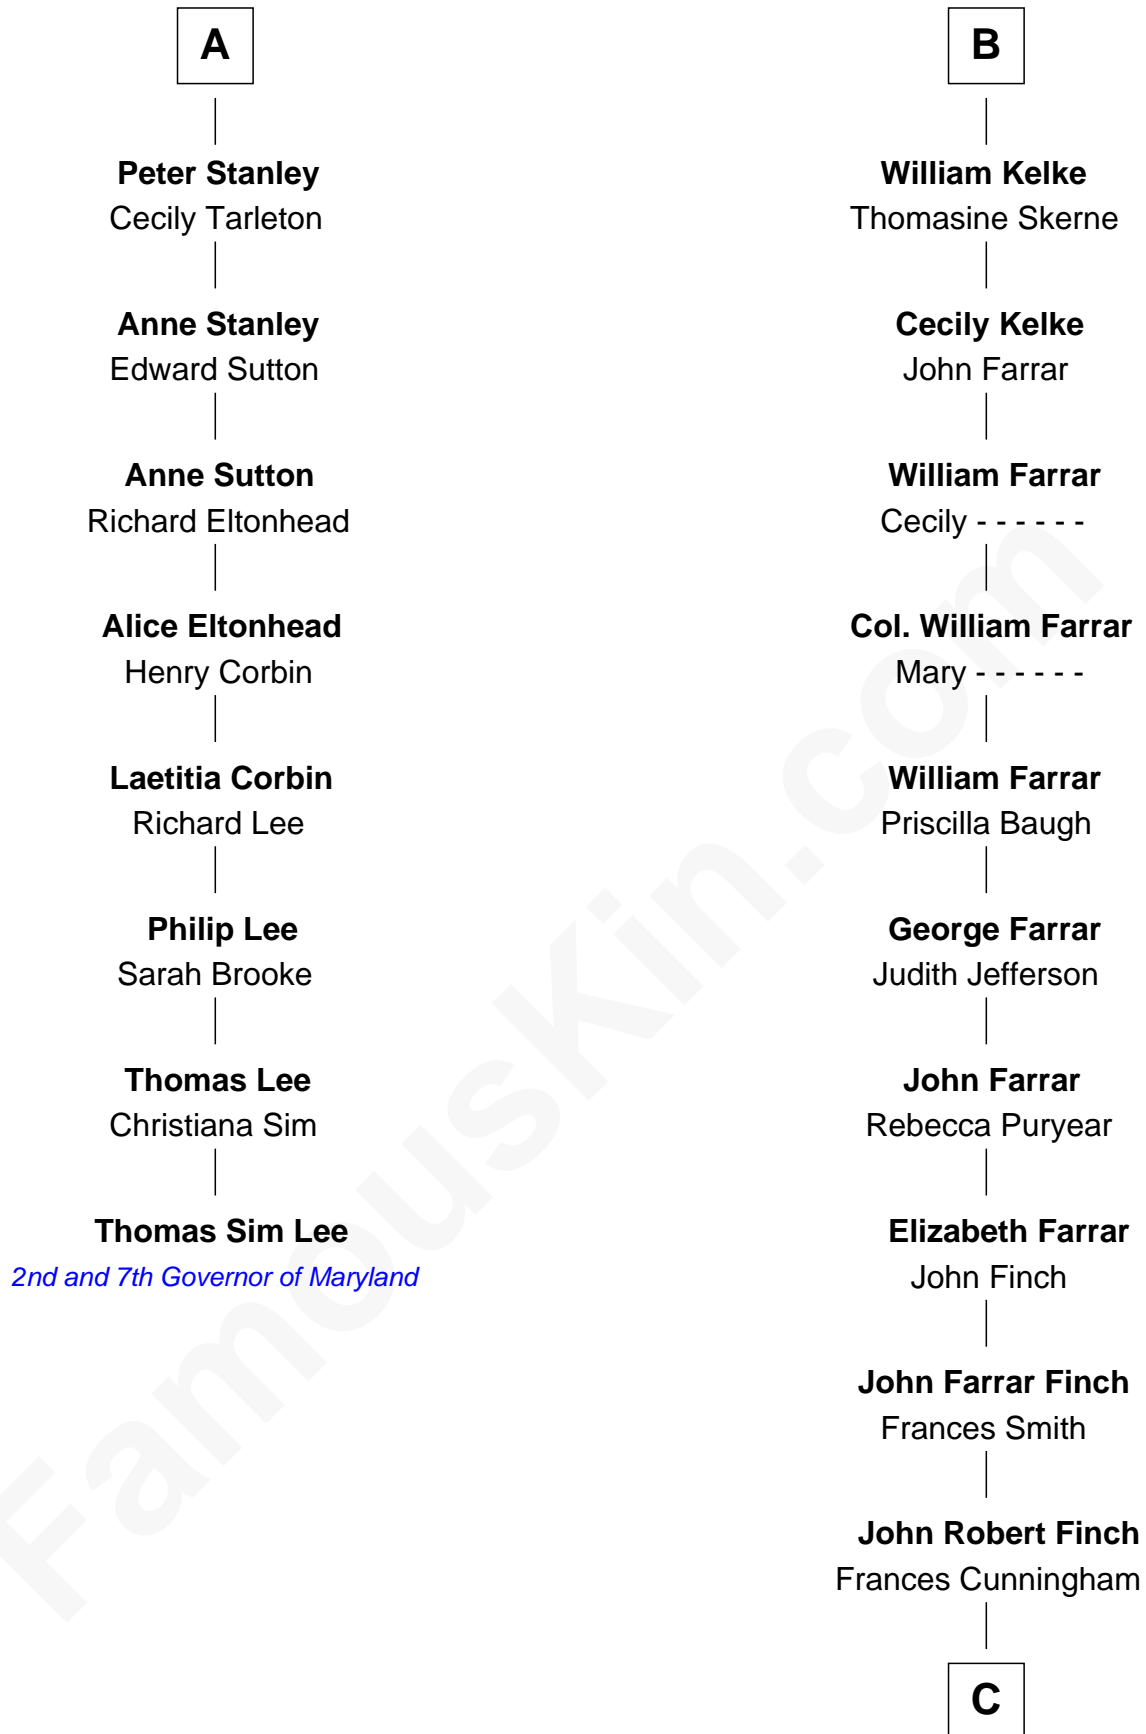 A
Peter Stanley
Cecily Tarleton
Anne Stanley
Edward Sutton
Anne Sutton
Richard Eltonhead
Alice Eltonhead
Henry Corbin
Laetitia Corbin
Richard Lee
Philip Lee
Sarah Brooke
Thomas Lee
Christiana Sim
Thomas Sim Lee
2nd and 7th Governor of Maryland
B
William Kelke
Thomasine Skerne
Cecily Kelke
John Farrar
William Farrar
Cecily - - - - - -
Col. William Farrar
Mary - - - - - -
William Farrar
Priscilla Baugh
George Farrar
Judith Jefferson
John Farrar
Rebecca Puryear
Elizabeth Farrar
John Finch
John Farrar Finch
Frances Smith
John Robert Finch
Frances Cunningham
C
FamousKin.com